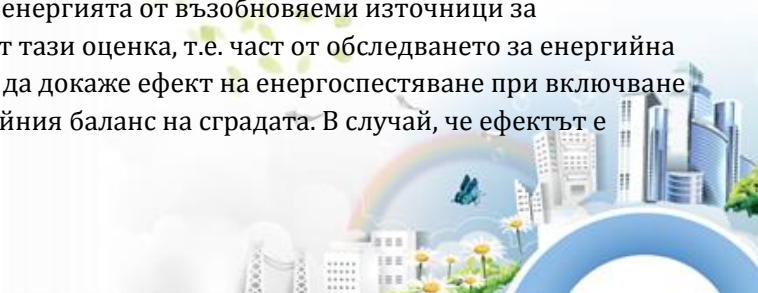 енергията от възобновяеми източници за
т тази оценка, т.е. част от обследването за енергийна
да докаже ефект на енергоспестяване при включване
йния баланс на сградата. В случай, че ефектът е